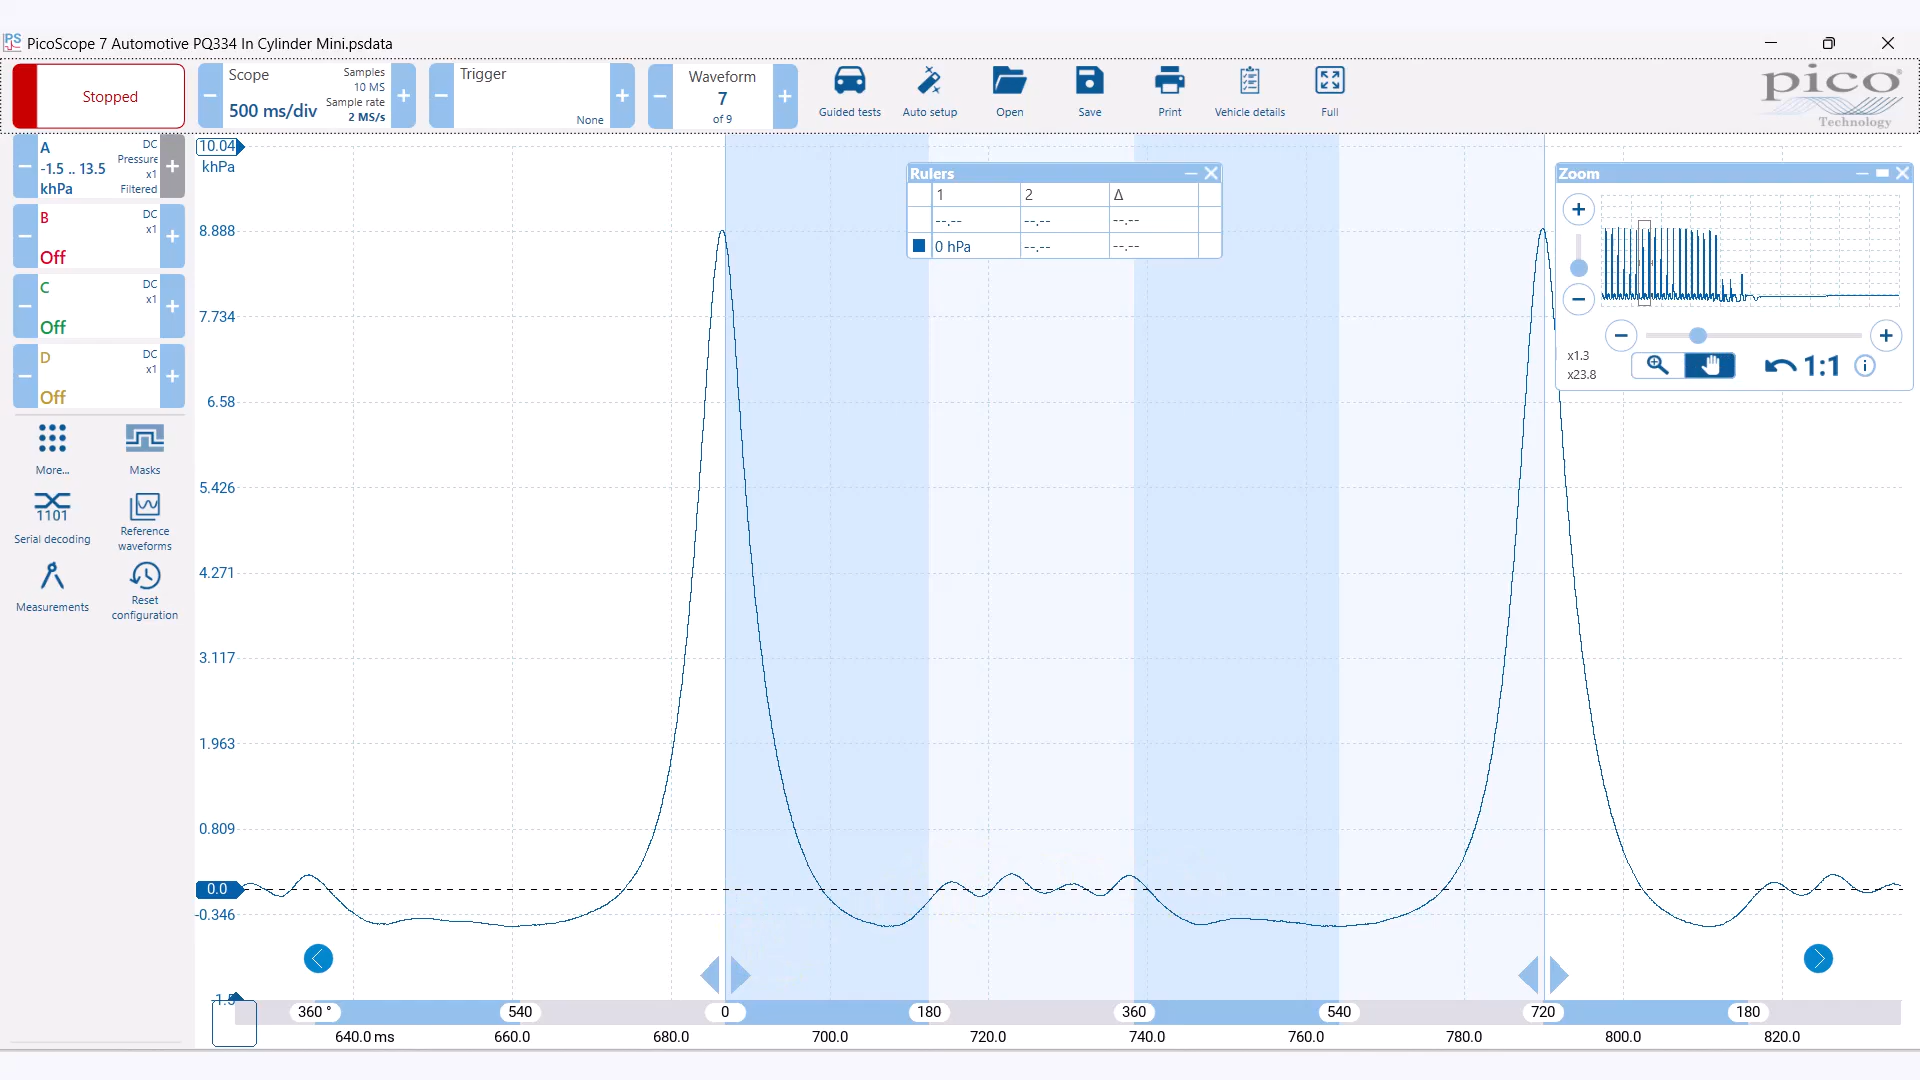 PicoScope 7 Automotive PQ334 In Cylinder Mini.psdata
Stopped
Scope
500 ms/div
Samples
10 MS
Sample rate
2 MS/s
Trigger
None
Waveform
7
of 9
Guided tests
Auto setup
Open
Save
Print
Vehicle details
Full
pico
Technology
A
-1.5 .. 13.5
khPa
DC
Pressure
x1
Filtered
B
DC
x1
Off
C
DC
x1
Off
D
DC
x1
Off
More...
Masks
1101
Serial decoding
Reference
waveforms
Measurements
Reset
configuration
10.04
khPa
8.888
7.734
6.58
5.426
4.271
3.117
1.963
0.809
0.0
-0.346
-1.5
Rulers
1 2 Δ
--.-- --.-- --.--
0 hPa --.-- --.--
Zoom
x1.3
x23.8
1:1
360 ° 540 0 180 360 540 720 180
640.0 ms 660.0 680.0 700.0 720.0 740.0 760.0 780.0 800.0 820.0